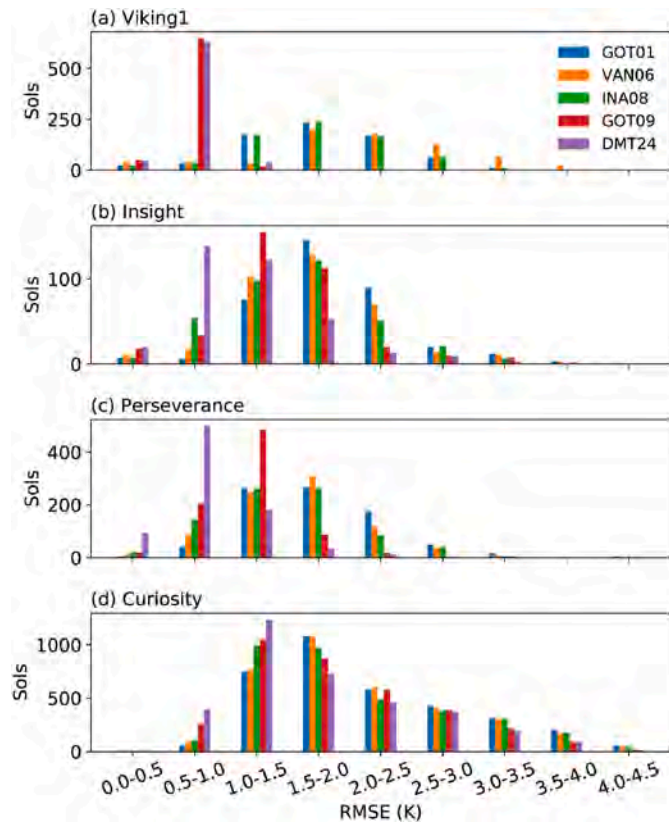 (a) Viking1
Sols
500
250
0
GOT01
VAN06
INA08
GOT09
DMT24
(b) Insight
Sols
100
0
(c) Perseverance
Sols
400
200
0
(d) Curiosity
Sols
1000
500
0
0.0-0.5
0.5-1.0
1.0-1.5
1.5-2.0
2.0-2.5
2.5-3.0
3.0-3.5
3.5-4.0
4.0-4.5
RMSE (K)